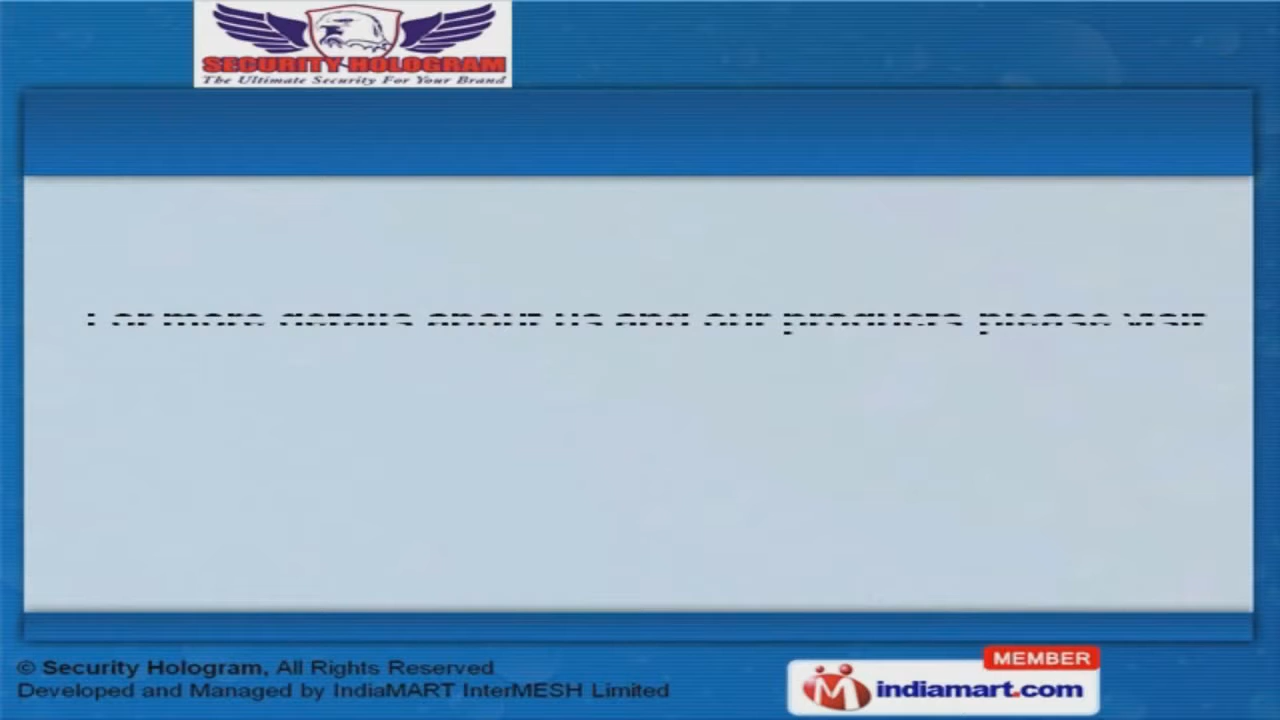 SECURITY HOLOGRAM
The Ultimate Security For Your Brand
For more details about us and our products please visit
© Security Hologram, All Rights Reserved
Developed and Managed by IndiaMART InterMESH Limited
MEMBER
indiamart.com